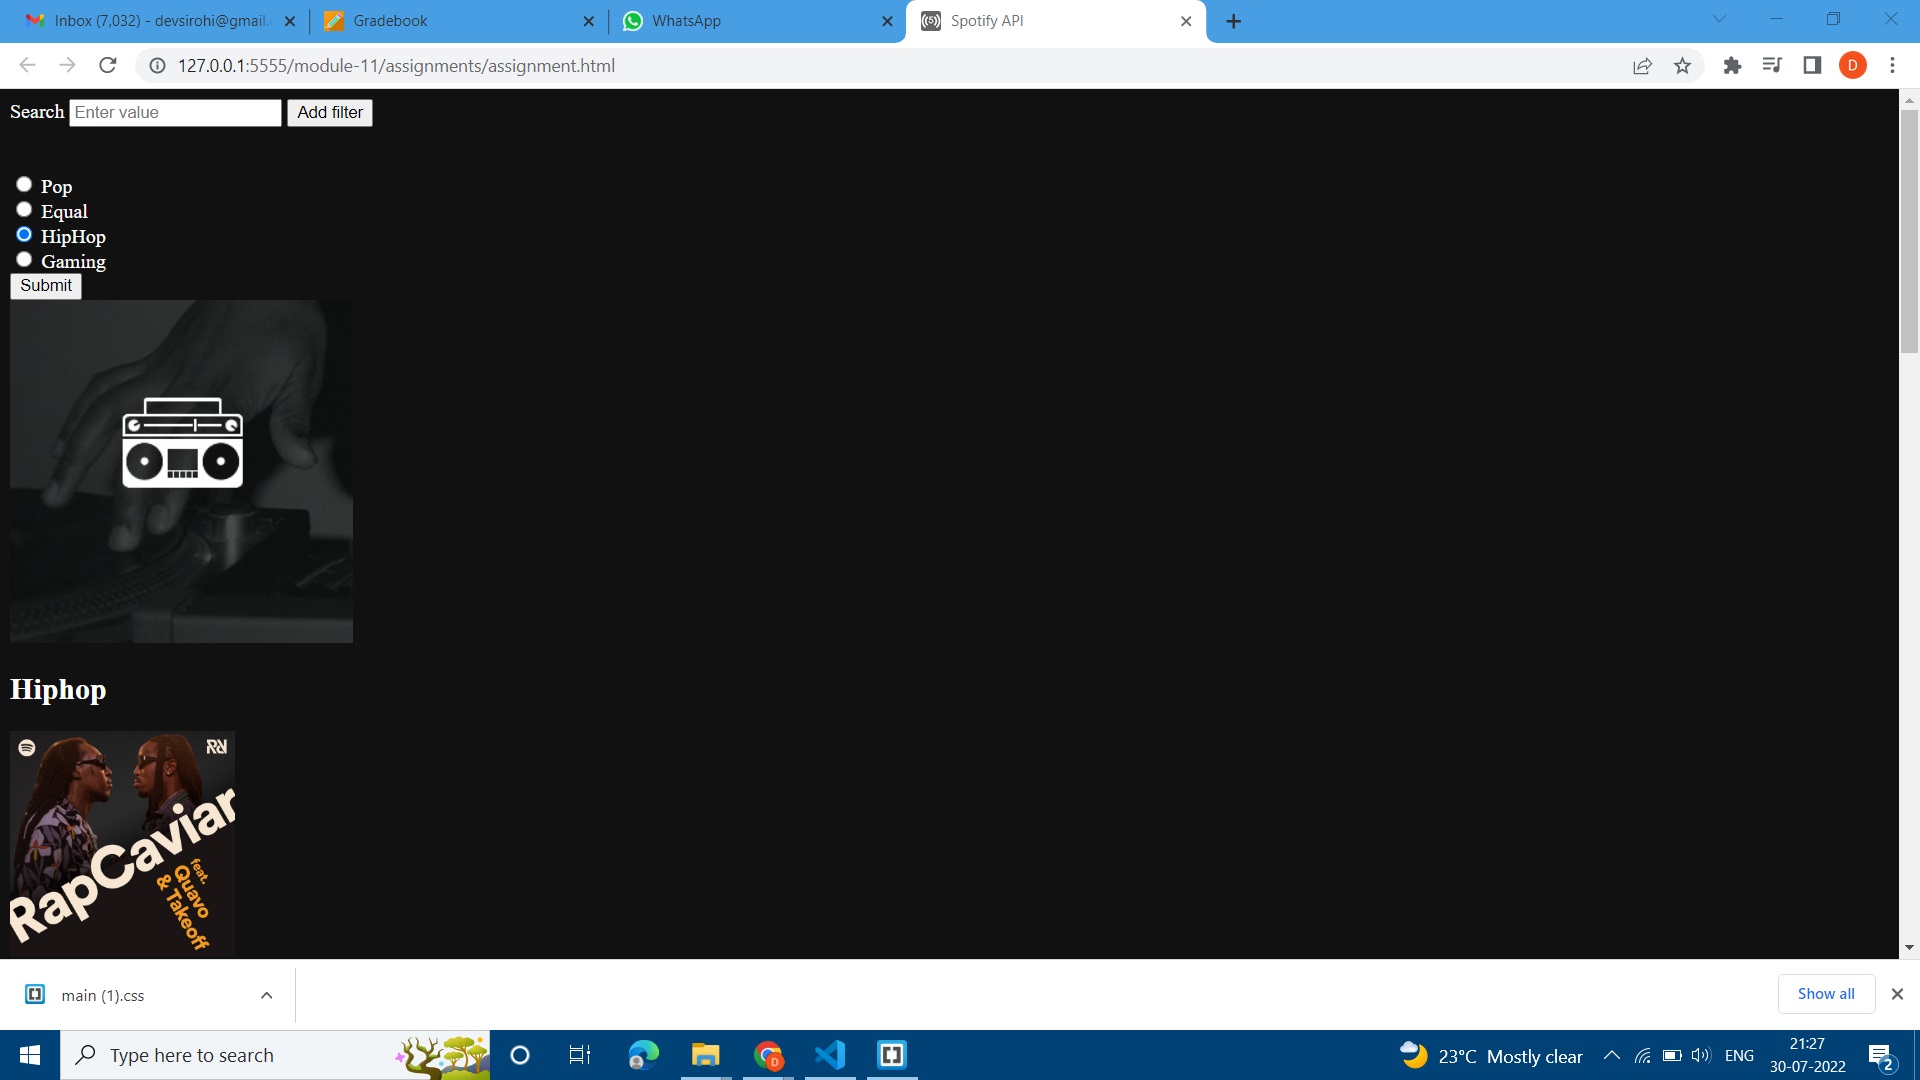 Inbox (7,032) - devsirohi@gmail.c
Gradebook
WhatsApp
Spotify API
127.0.0.1:5555/module-11/assignments/assignment.html
D
Search Enter value Add filter
Pop
Equal
HipHop
Gaming
Submit
Hiphop
RapCaviar
feat.
Quavo
& Takeoff
main (1).css
Show all
Type here to search
D
23°C Mostly clear
ENG
21:27
30-07-2022
2